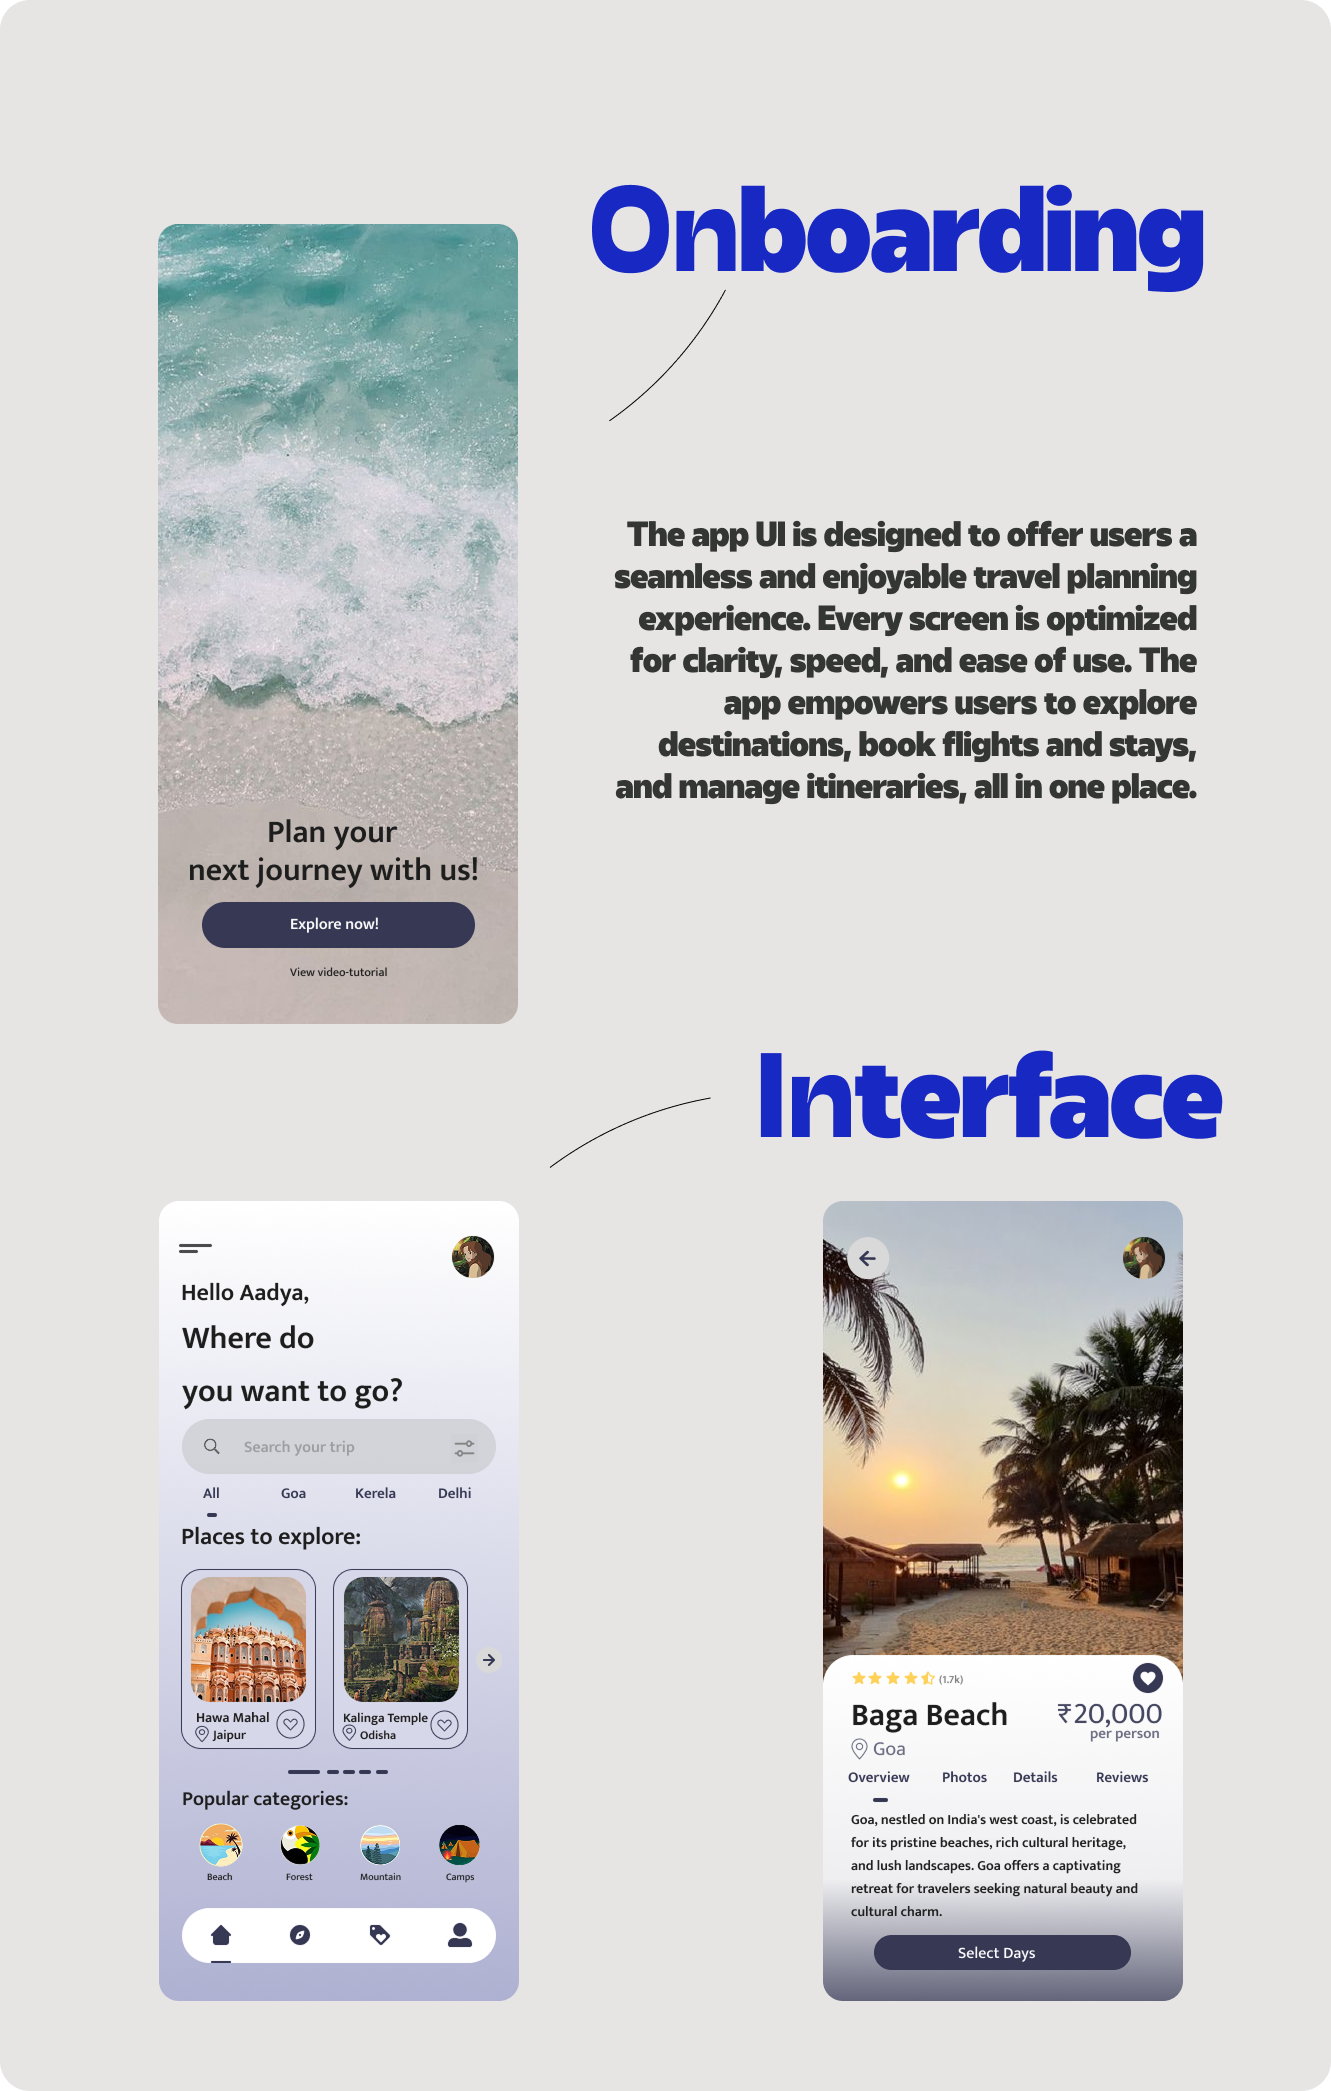 Onboarding
The app UI is designed to offer users a
seamless and enjoyable travel planning
experience. Every screen is optimized
for clarity, speed, and ease of use. The
app empowers users to explore
destinations, book flights and stays,
and manage itineraries, all in one place.
Plan your
next journey with us!
Explore now!
View video-tutorial
Interface
Hello Aadya,
Where do
you want to go?
Search your trip
All Goa Kerela Delhi
Places to explore:
Hawa Mahal
Jaipur
Kalinga Temple
Odisha
Popular categories:
Beach Forest Mountain Camps
(1.7k)
Baga Beach
₹20,000
per person
Goa
Overview Photos Details Reviews
Goa, nestled on India's west coast, is celebrated
for its pristine beaches, rich cultural heritage,
and lush landscapes. Goa offers a captivating
retreat for travelers seeking natural beauty and
cultural charm.
Select Days